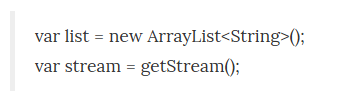 var list = new ArrayList<String>();
var stream = getStream();